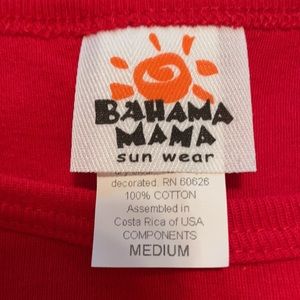 BAHAMA
MAMA
sun wear
decorated. RN 60626
100% COTTON
Assembled in
Costa Rica of USA
COMPONENTS
MEDIUM